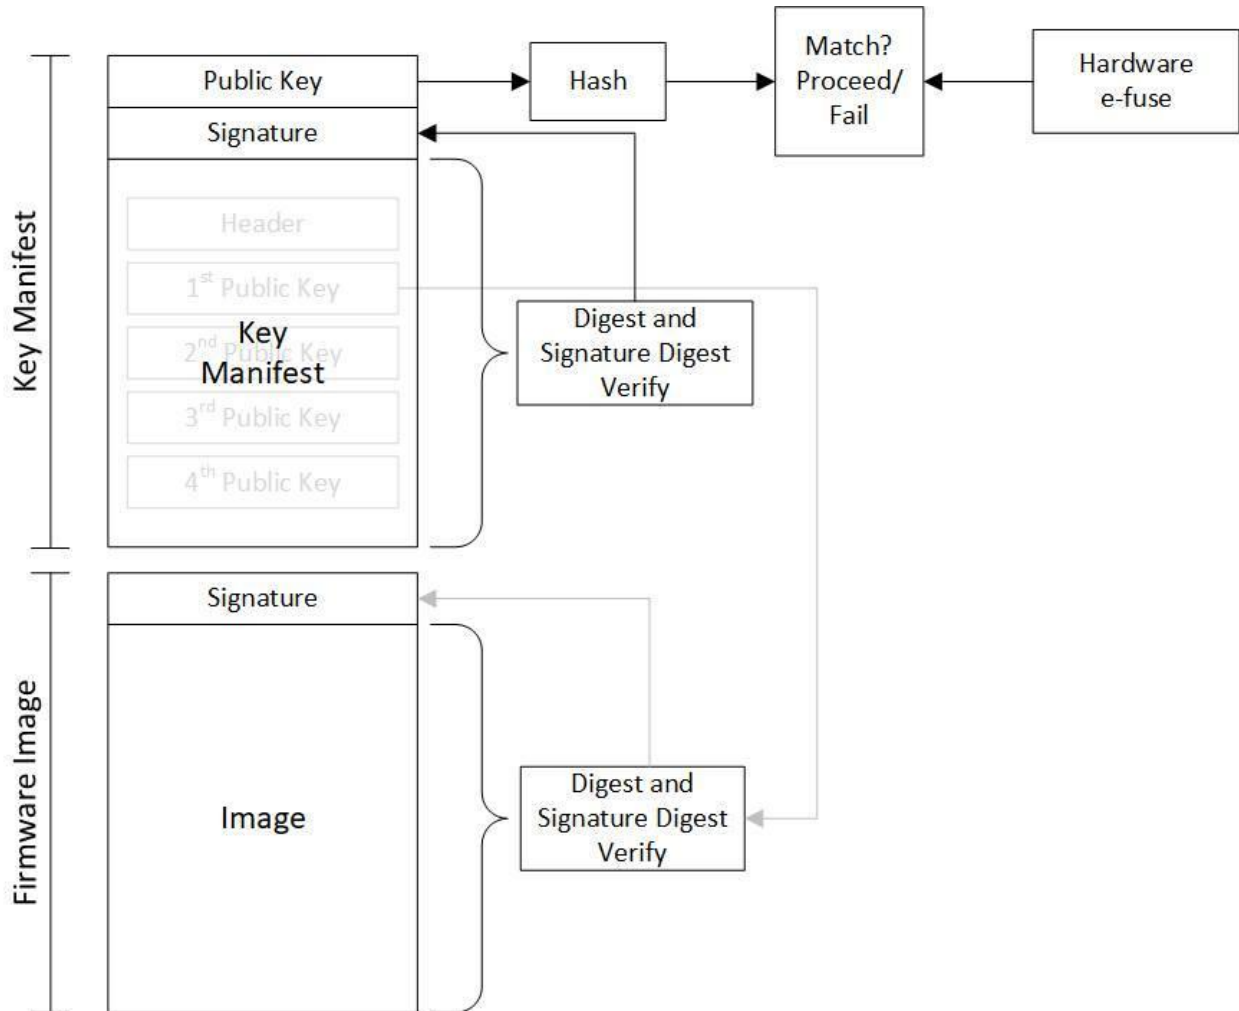 Key Manifest
Public Key
Signature
Header
1st Public Key
2nd Public Key
Key
Manifest
3rd Public Key
4th Public Key
Hash
Match?
Proceed/
Fail
Hardware
e-fuse
Digest and
Signature Digest
Verify
Firmware Image
Signature
Image
Digest and
Signature Digest
Verify